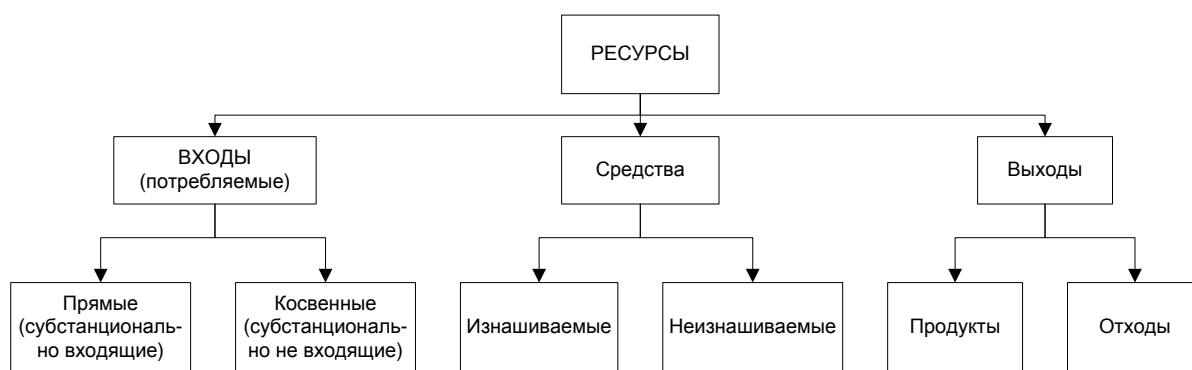 РЕСУРСЫ
ВХОДЫ
(потребляемые)
Средства
Выходы
Прямые
(субстанциональ-
но входящие)
Косвенные
(субстанциональ-
но не входящие)
Изнашиваемые
Неизнашиваемые
Продукты
Отходы